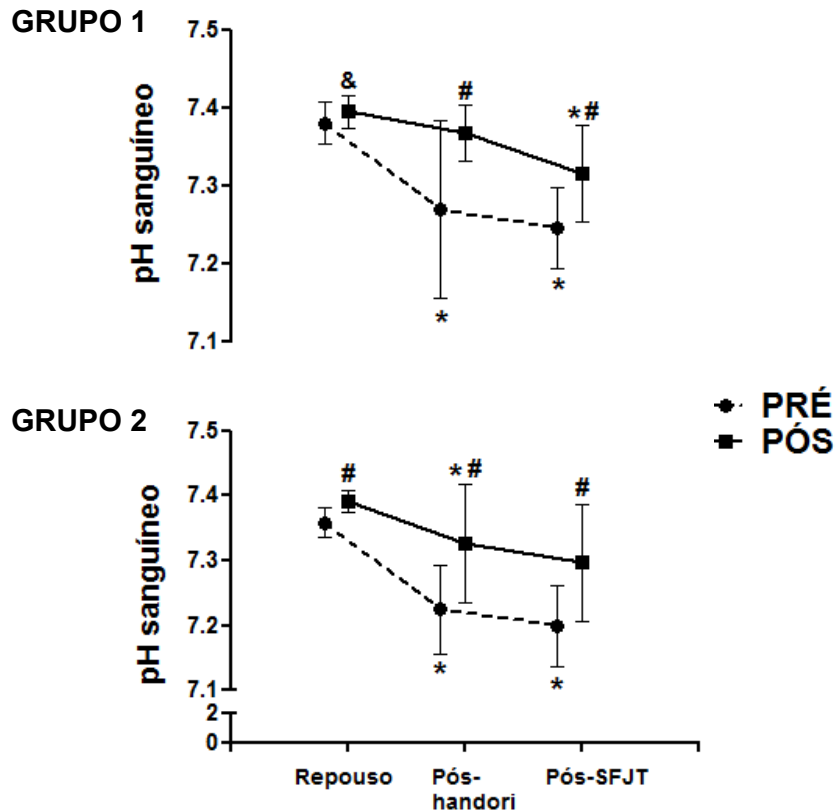 GRUPO 1
pH sanguíneo
7.5
7.4
7.3
7.2
7.1
&
#
*#
*
*
GRUPO 2
pH sanguíneo
7.5
7.4
7.3
7.2
7.1
2
0
#
*#
#
*
*
PRÉ
PÓS
Repouso
Pós-
handori
Pós-SFJT